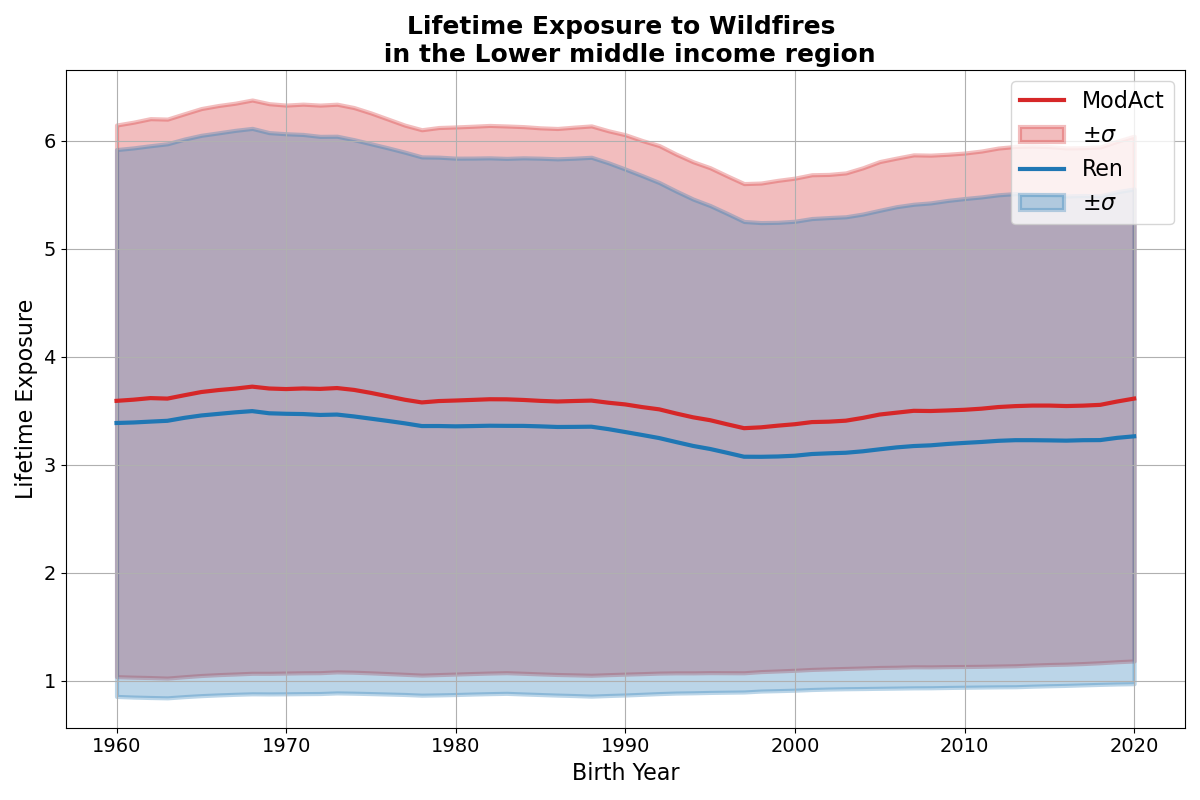 Lifetime Exposure to Wildfires
in the Lower middle income region
Lifetime Exposure
6
5
4
3
2
1
1960 1970 1980 1990 2000 2010 2020
Birth Year
ModAct
±σ
Ren
±σ